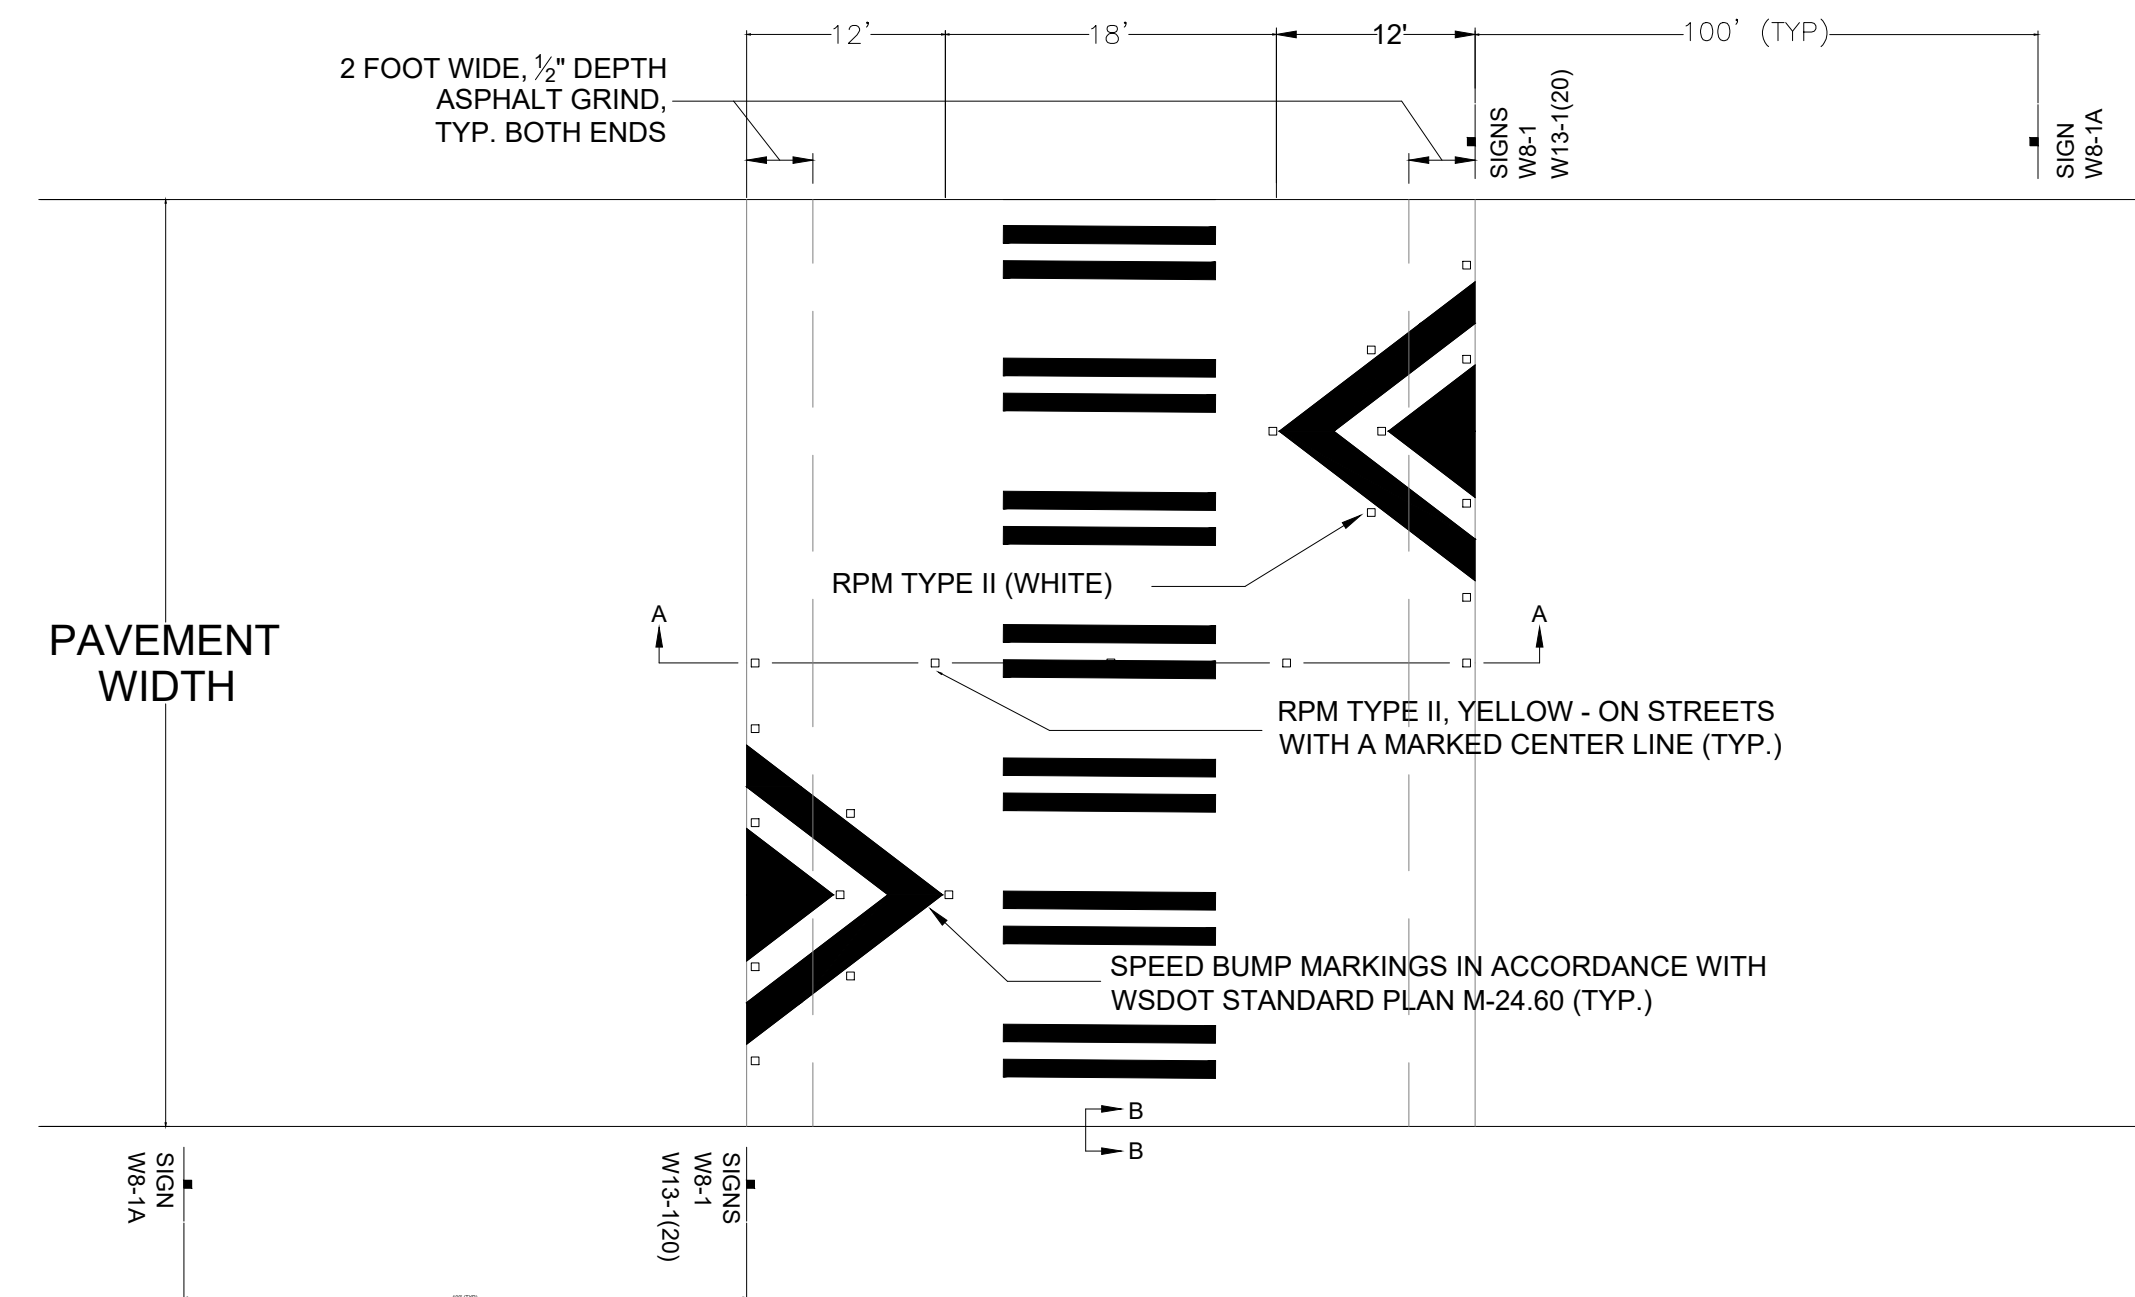 12'
18'
12'
100' (TYP)
2 FOOT WIDE, ½" DEPTH
ASPHALT GRIND,
TYP. BOTH ENDS
SIGNS
W8-1
W13-1(20)
SIGN
W8-1A
RPM TYPE II (WHITE)
A
A
PAVEMENT
WIDTH
RPM TYPE II, YELLOW - ON STREETS
WITH A MARKED CENTER LINE (TYP.)
SPEED BUMP MARKINGS IN ACCORDANCE WITH
WSDOT STANDARD PLAN M-24.60 (TYP.)
B
B
SIGN
W8-1A
SIGNS
W8-1
W13-1(20)